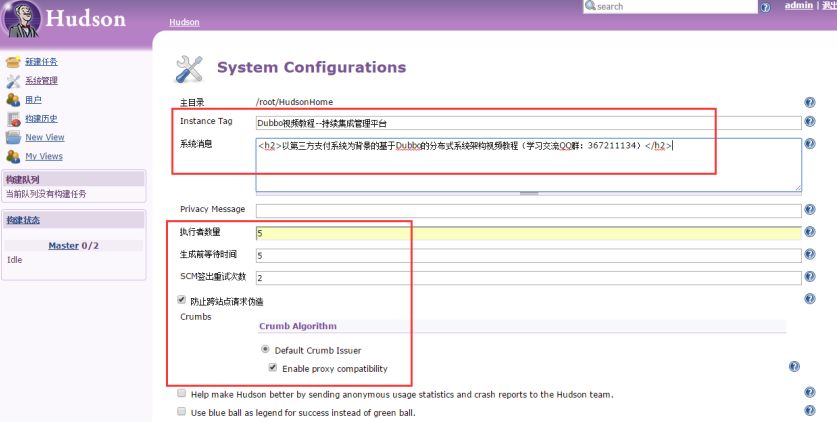 Hudson
search
admin | 退出
Hudson
新建任务
系统管理
用户
构建历史
New View
My Views
构建队列
当前队列没有构建任务
构建状态
Master 0/2
Idle
System Configurations
主目录 /root/HudsonHome
Instance Tag Dubbo视频教程--持续集成管理平台
系统消息 <h2>以第三方支付系统为背景的基于Dubbo的分布式系统架构视频教程（学习交流QQ群：367211134）</h2>
Privacy Message
执行者数量 5
生成前等待时间 5
SCM签出重试次数 2
防止跨站点请求伪造
Crumbs
Crumb Algorithm
Default Crumb Issuer
Enable proxy compatibility
Help make Hudson better by sending anonymous usage statistics and crash reports to the Hudson team.
Use blue ball as legend for success instead of green ball.